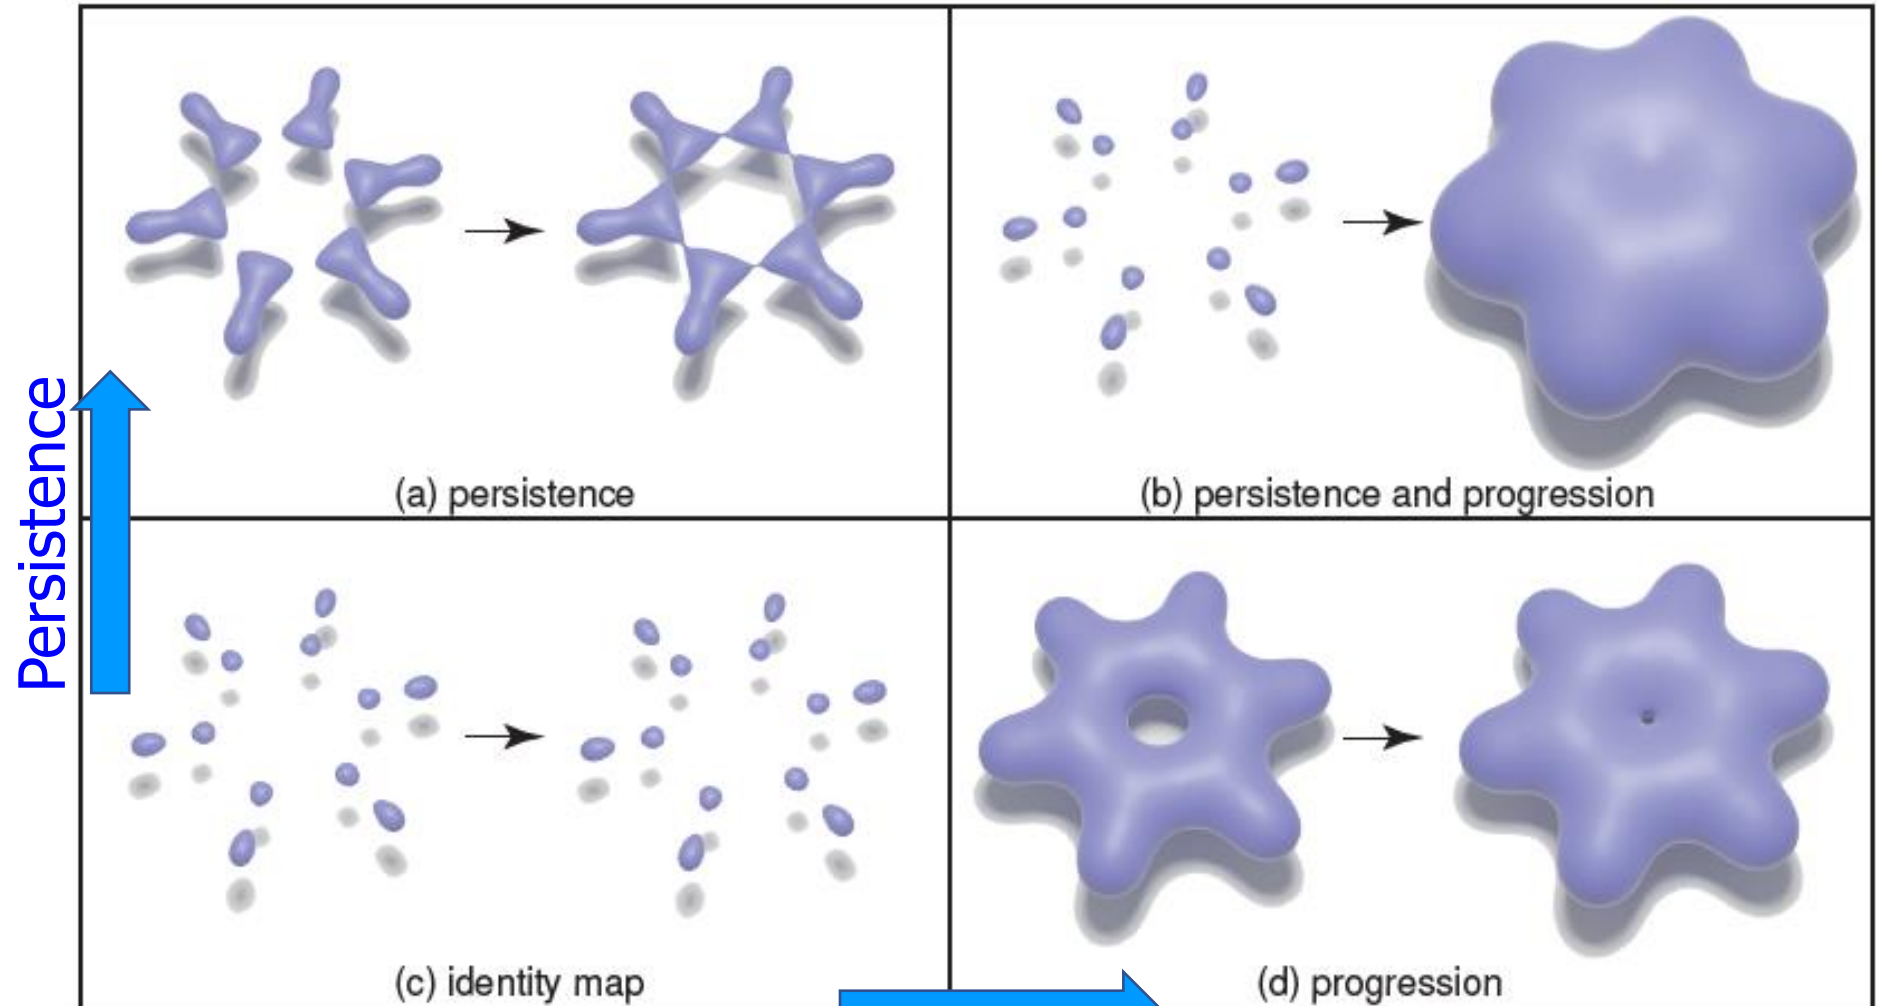 (a) persistence
(b) persistence and progression
Persistence
(c) identity map
(d) progression